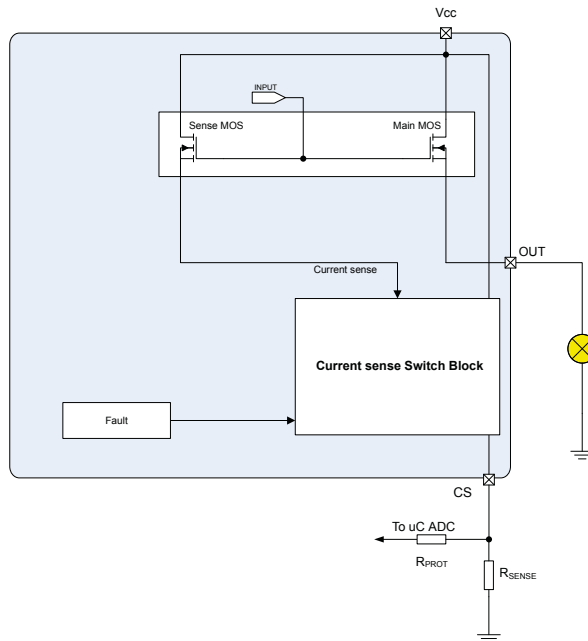 Vcc
INPUT
Sense MOS
Main MOS
OUT
Current sense
Current sense Switch Block
Fault
CS
To uC ADC
RPROT
RSENSE